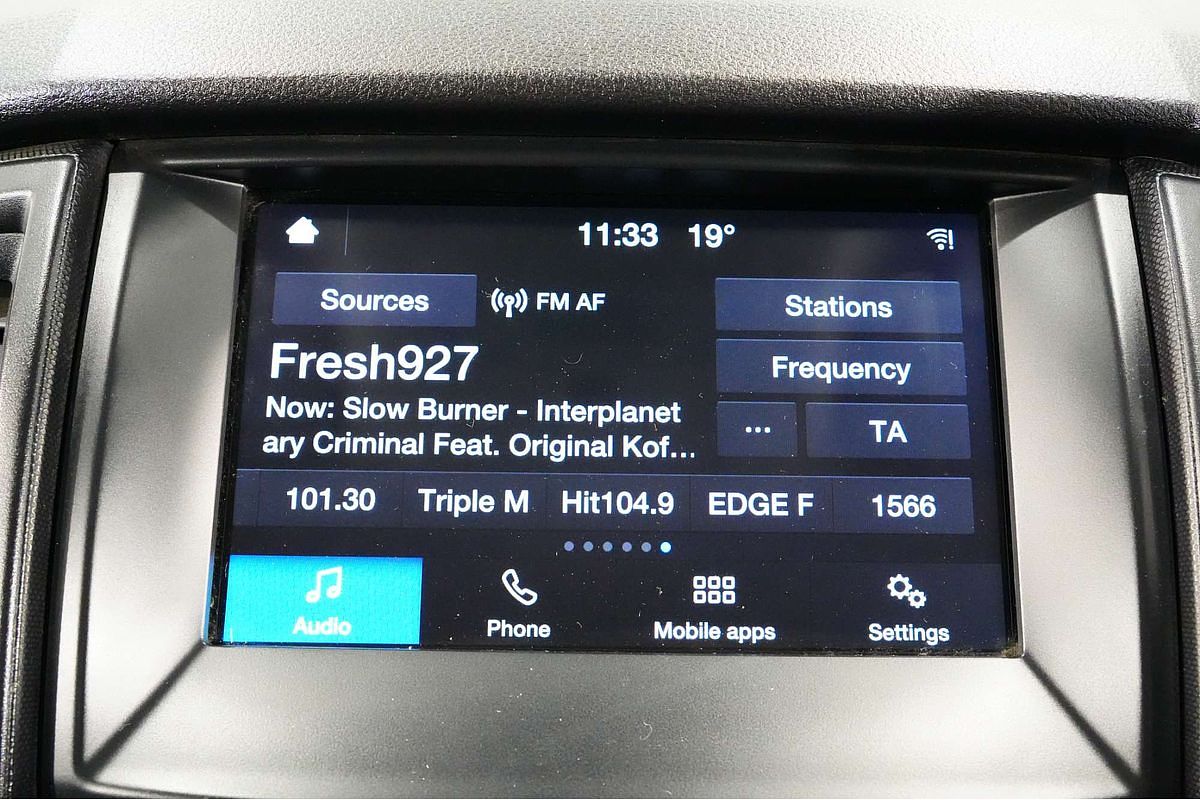 11:33 19°
Sources FM AF Stations
Fresh927
Frequency
Now: Slow Burner - Interplanet
ary Criminal Feat. Original Kof...
... TA
101.30 Triple M Hit104.9 EDGE F 1566
Audio Phone Mobile apps Settings